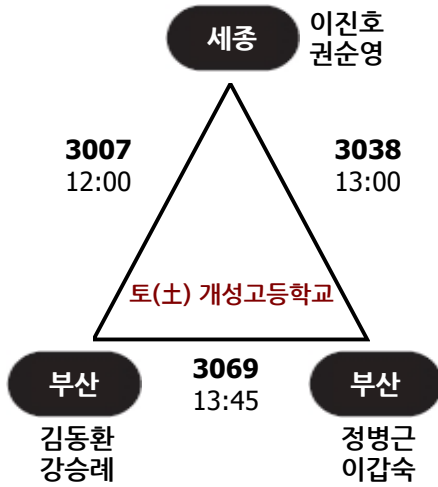 세종
이진호
권순영
3007
12:00
3038
13:00
토(土) 개성고등학교
부산
3069
13:45
부산
김동환
강승례
정병근
이갑숙